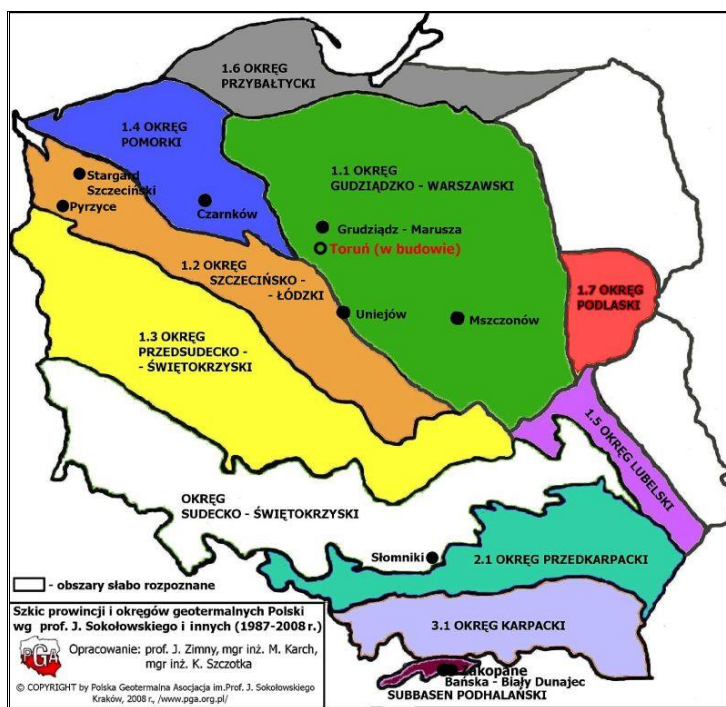 1.6 OKRĘG
PRZYBAŁTYCKI
1.4 OKRĘG
POMORKI
1.1 OKRĘG
GUDZIĄDZKO - WARSZAWSKI
Stargard
Szczeciński
Pyrzyce
Czarnków
Grudziądz - Marusza
Toruń (w budowie)
1.2 OKRĘG
SZCZECIŃSKO -
- ŁÓDZKI
1.7 OKRĘG
PODLASKI
Uniejów
Mszczonów
1.3 OKRĘG
PRZEDSUDECKO -
- ŚWIĘTOKRZYSKI
1.5 OKRĘG LUBELSKI
OKRĘG
SUDECKO - ŚWIĘTOKRZYSKI
Słomniki
2.1 OKRĘG PRZEDKARPACKI
- obszary słabo rozpoznane
3.1 OKRĘG KARPACKI
Szkic prowincji i okręgów geotermalnych Polski
wg prof. J. Sokołowskiego i innych (1987-2008 r.)
PGA
Opracowanie: prof. J. Zimny, mgr inż. M. Karch,
mgr inż. K. Szczotka
© COPYRIGHT by Polska Geotermalna Asocjacja im.Prof. J. Sokołowskiego
Kraków, 2008 r., /www.pga.org.pl/
Zakopane
Bańska - Biały Dunajec
SUBBASEN PODHALAŃSKI